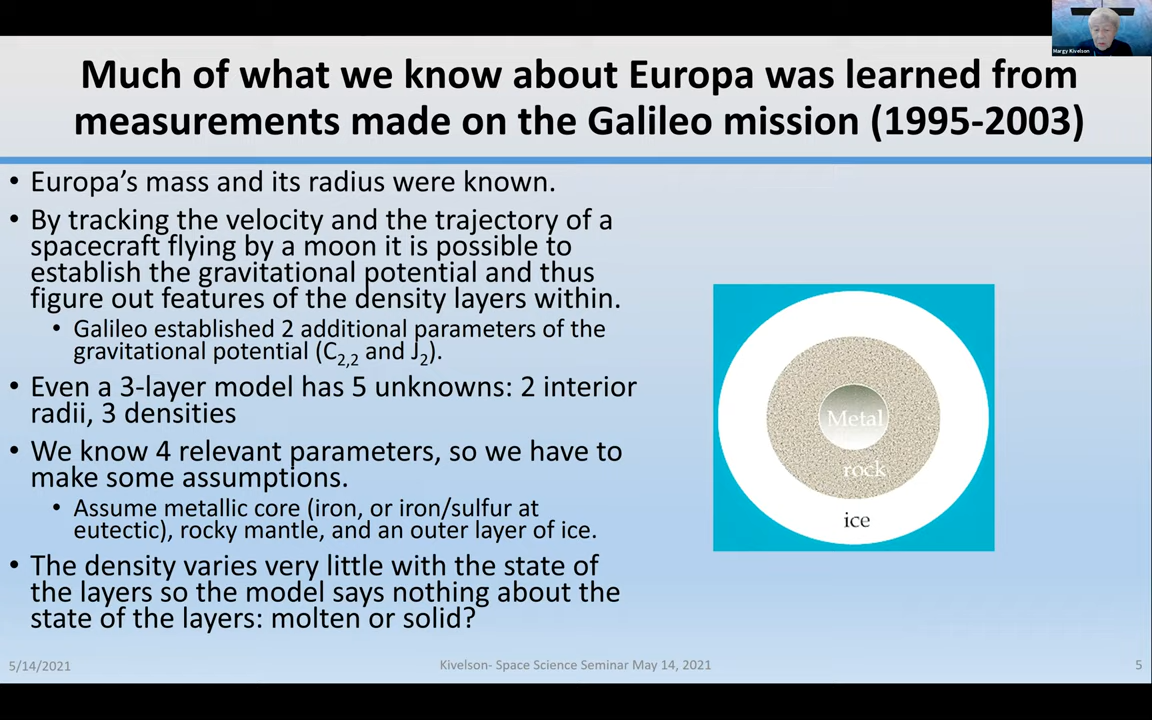 Margy Kivelson
Much of what we know about Europa was learned from
measurements made on the Galileo mission (1995-2003)
• Europa’s mass and its radius were known.
• By tracking the velocity and the trajectory of a
spacecraft flying by a moon it is possible to
establish the gravitational potential and thus
figure out features of the density layers within.
• Galileo established 2 additional parameters of the
gravitational potential (C2,2 and J2).
• Even a 3-layer model has 5 unknowns: 2 interior
radii, 3 densities
• We know 4 relevant parameters, so we have to
make some assumptions.
• Assume metallic core (iron, or iron/sulfur at
eutectic), rocky mantle, and an outer layer of ice.
• The density varies very little with the state of
the layers so the model says nothing about the
state of the layers: molten or solid?
Metal
rock
ice
5/14/2021
Kivelson- Space Science Seminar May 14, 2021
5